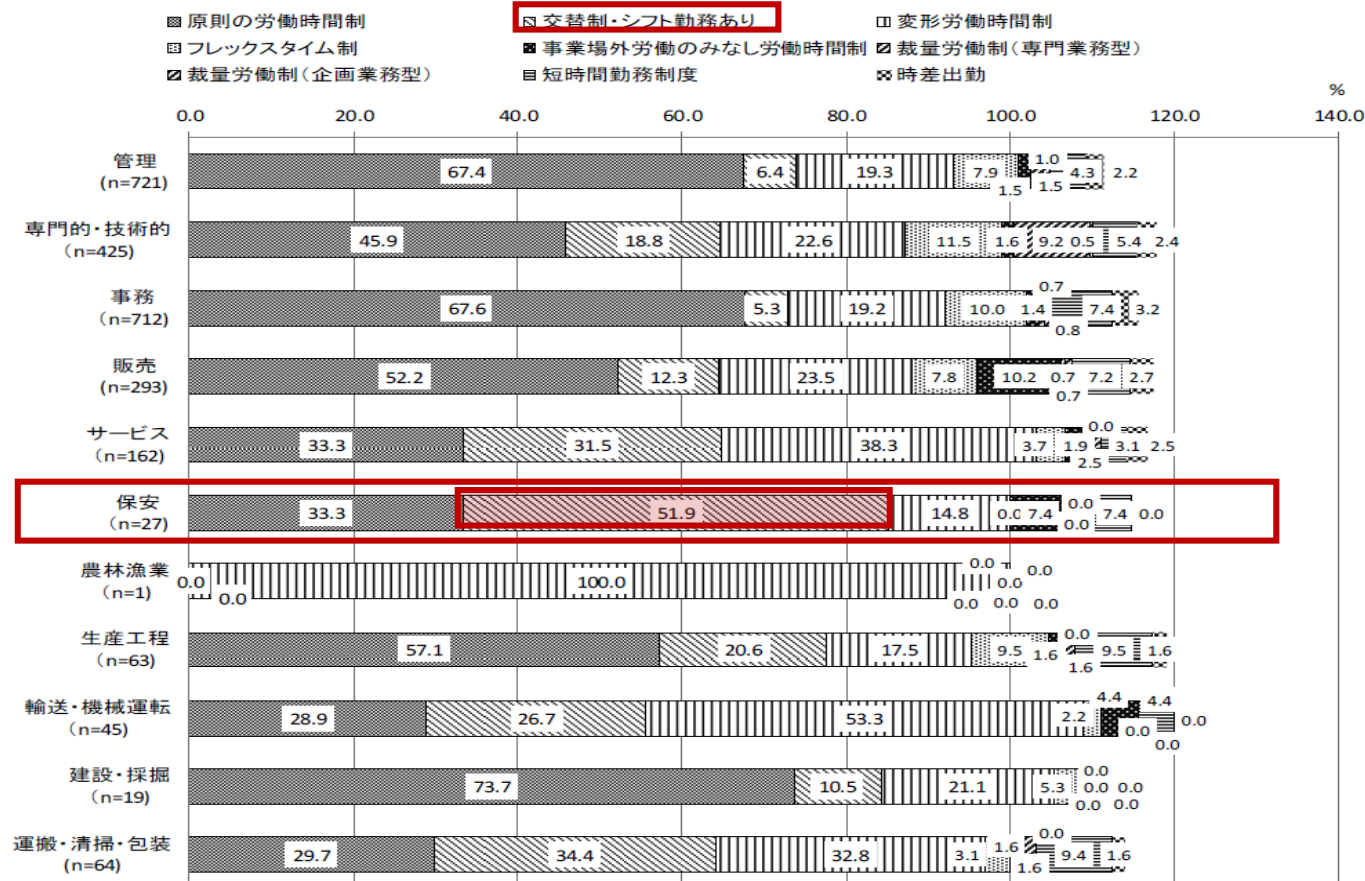 原則の労働時間制 交替制・シフト勤務あり 変形労働時間制
フレックスタイム制 事業場外労働のみなし労働時間制 裁量労働制(専門業務型)
裁量労働制(企画業務型) 短時間勤務制度 時差出勤
%
0.0 20.0 40.0 60.0 80.0 100.0 120.0 140.0
管理
(n=721)
67.4 6.4 19.3 7.9 1.5 1.0 1.5 4.3 2.2
専門的・技術的
(n=425)
45.9 18.8 22.6 11.5 1.6 9.2 0.5 5.4 2.4
事務
(n=712)
67.6 5.3 19.2 10.0 1.4 0.7 0.8 7.4 3.2
販売
(n=293)
52.2 12.3 23.5 7.8 10.2 0.7 0.7 7.2 2.7
サービス
(n=162)
33.3 31.5 38.3 3.7 1.9 2.5 0.0 3.1 2.5
保安
(n=27)
33.3 51.9 14.8 0.0 7.4 0.0 0.0 7.4 0.0
農林漁業
(n=1)
0.0 0.0 100.0 0.0 0.0 0.0 0.0 0.0 0.0
生産工程
(n=63)
57.1 20.6 17.5 9.5 1.6 0.0 1.6 9.5 1.6
輸送・機械運転
(n=45)
28.9 26.7 53.3 2.2 4.4 0.0 0.0 4.4 0.0
建設・採掘
(n=19)
73.7 10.5 21.1 5.3 0.0 0.0 0.0 0.0 0.0
運搬・清掃・包装
(n=64)
29.7 34.4 32.8 3.1 1.6 1.6 0.0 9.4 1.6